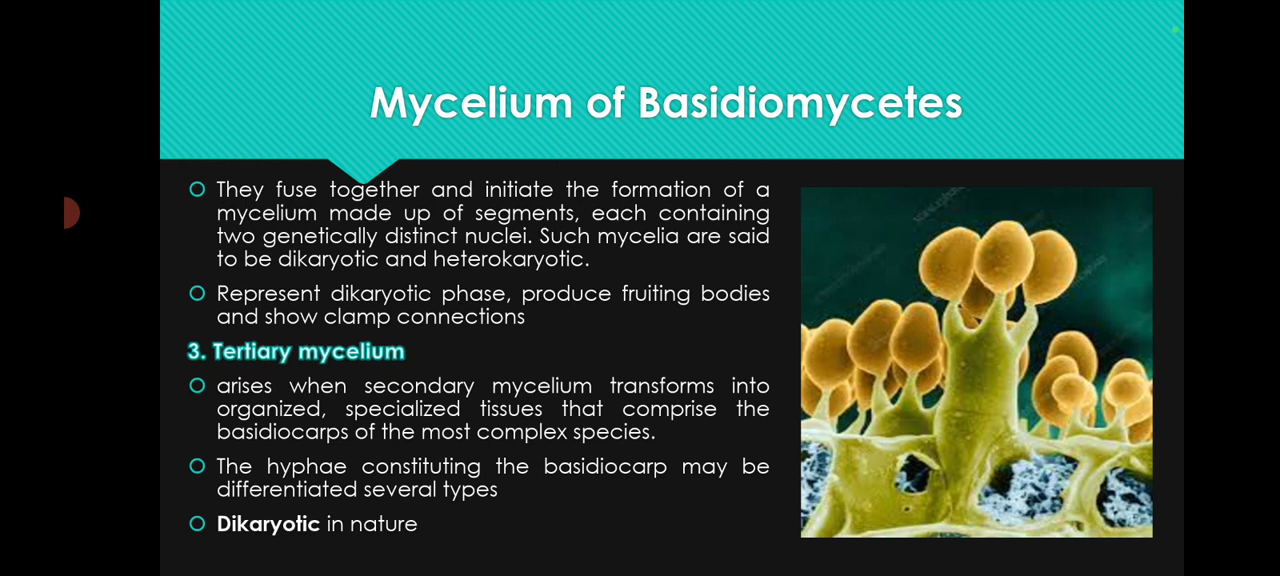 Mycelium of Basidiomycetes
They fuse together and initiate the formation of a
mycelium made up of segments, each containing
two genetically distinct nuclei. Such mycelia are said
to be dikaryotic and heterokaryotic.
Represent dikaryotic phase, produce fruiting bodies
and show clamp connections
3. Tertiary mycelium
arises when secondary mycelium transforms into
organized, specialized tissues that comprise the
basidiocarps of the most complex species.
The hyphae constituting the basidiocarp may be
differentiated several types
Dikaryotic in nature